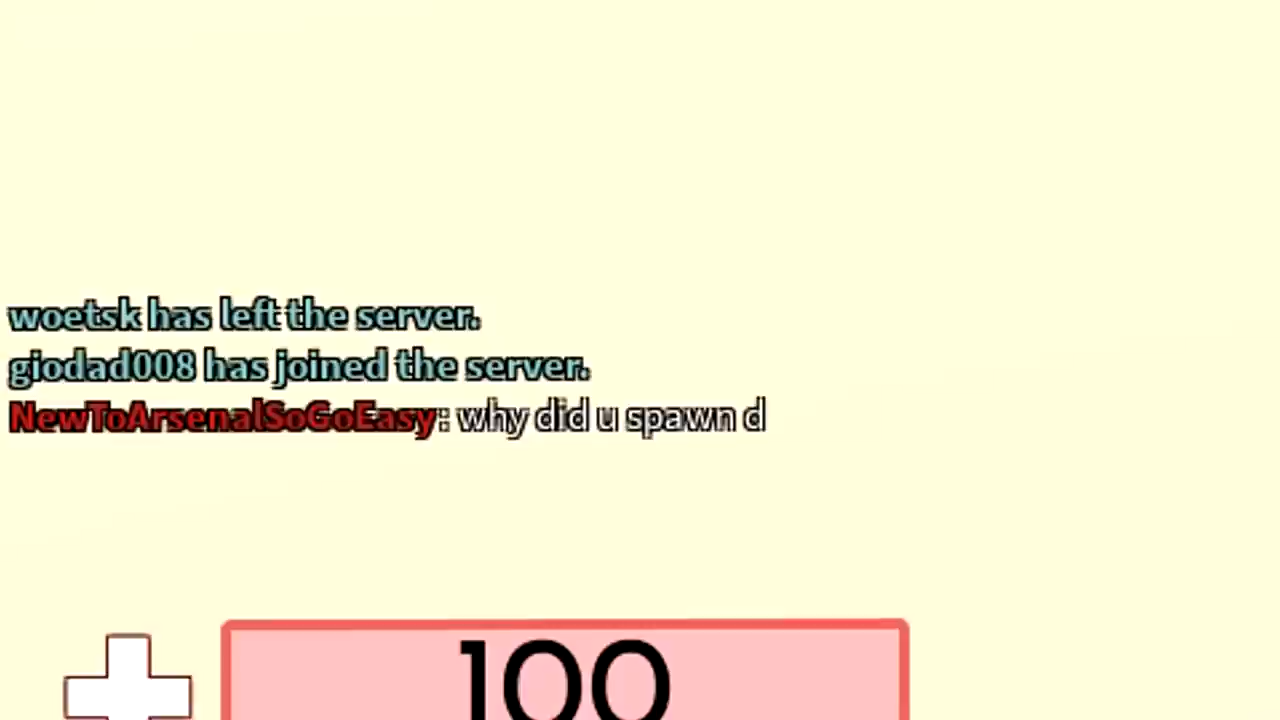 woetsk has left the server.
giodad008 has joined the server.
NewToArsenalSoGoEasy: why did u spawn d
100